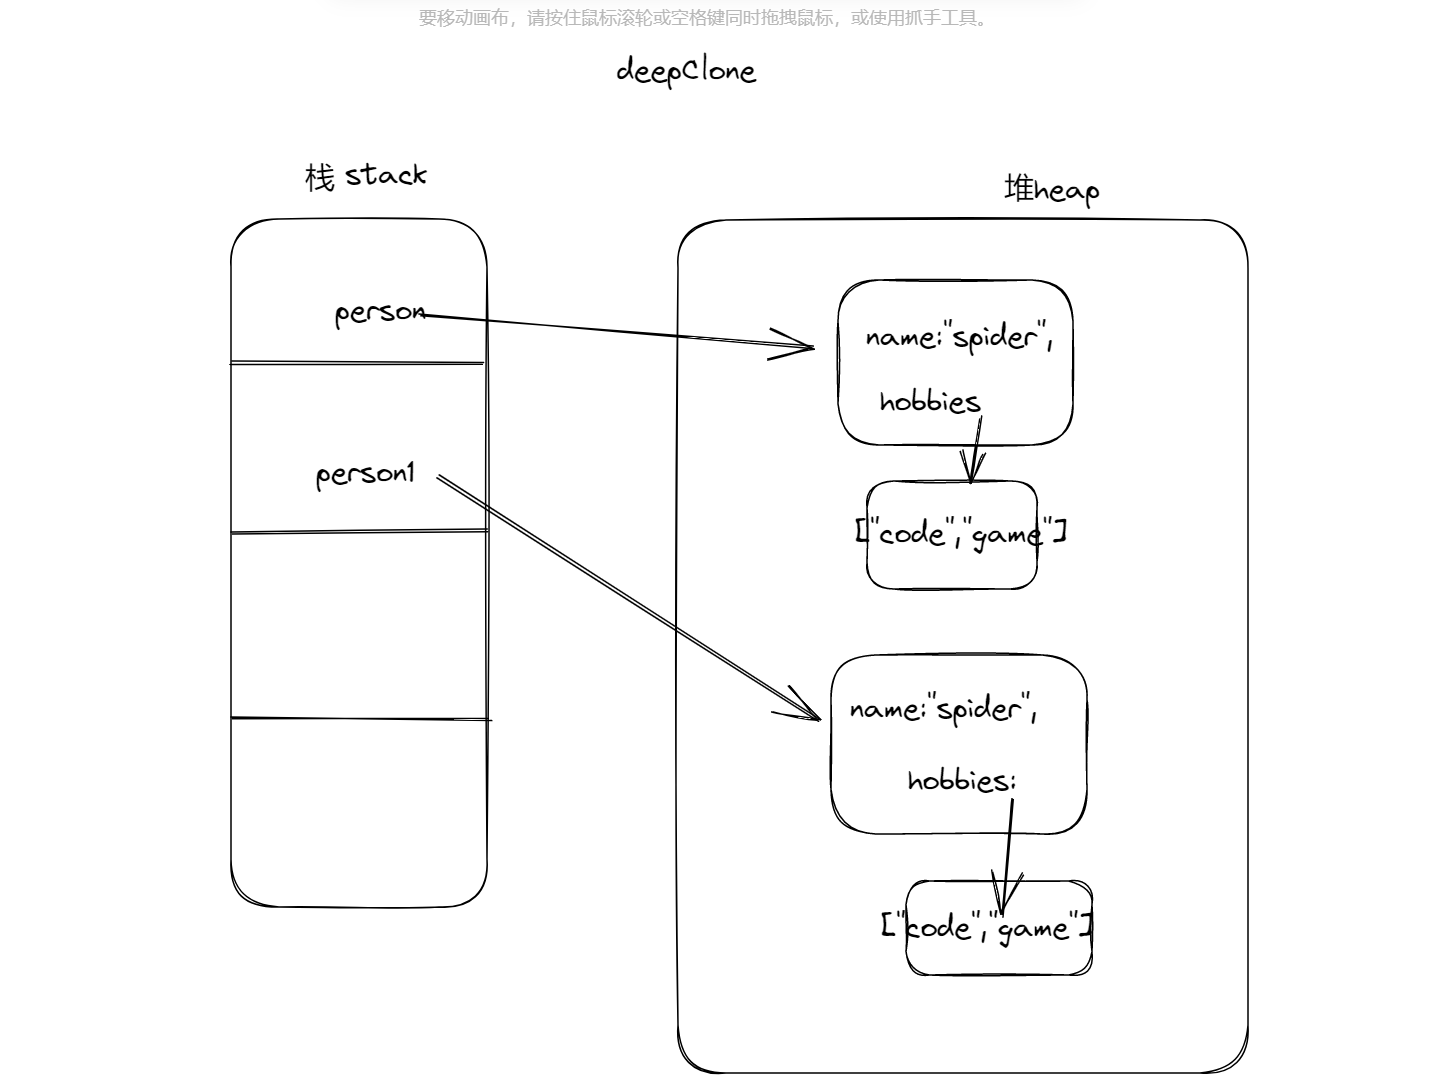 要移动画布，请按住鼠标滚轮或空格键同时拖拽鼠标，或使用抓手工具。
deepClone
栈 stack
堆heap
person
name:"spider",
hobbies
person1
["code","game"]
name:"spider",
hobbies:
["code","game"]